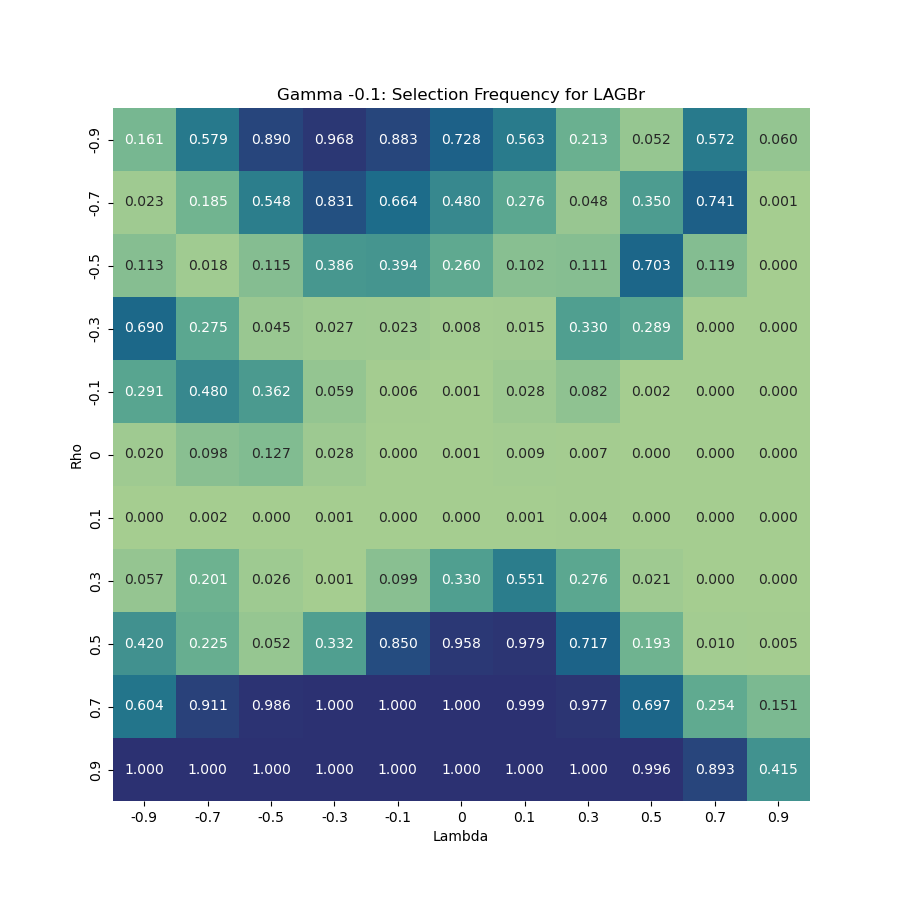 Gamma -0.1: Selection Frequency for LAGBr
-0.9 0.161 0.579 0.890 0.968 0.883 0.728 0.563 0.213 0.052 0.572 0.060
-0.7 0.023 0.185 0.548 0.831 0.664 0.480 0.276 0.048 0.350 0.741 0.001
-0.5 0.113 0.018 0.115 0.386 0.394 0.260 0.102 0.111 0.703 0.119 0.000
-0.3 0.690 0.275 0.045 0.027 0.023 0.008 0.015 0.330 0.289 0.000 0.000
-0.1 0.291 0.480 0.362 0.059 0.006 0.001 0.028 0.082 0.002 0.000 0.000
Rho
0 0.020 0.098 0.127 0.028 0.000 0.001 0.009 0.007 0.000 0.000 0.000
0.1 0.000 0.002 0.000 0.001 0.000 0.000 0.001 0.004 0.000 0.000 0.000
0.3 0.057 0.201 0.026 0.001 0.099 0.330 0.551 0.276 0.021 0.000 0.000
0.5 0.420 0.225 0.052 0.332 0.850 0.958 0.979 0.717 0.193 0.010 0.005
0.7 0.604 0.911 0.986 1.000 1.000 1.000 0.999 0.977 0.697 0.254 0.151
0.9 1.000 1.000 1.000 1.000 1.000 1.000 1.000 1.000 0.996 0.893 0.415
-0.9 -0.7 -0.5 -0.3 -0.1 0 0.1 0.3 0.5 0.7 0.9
Lambda